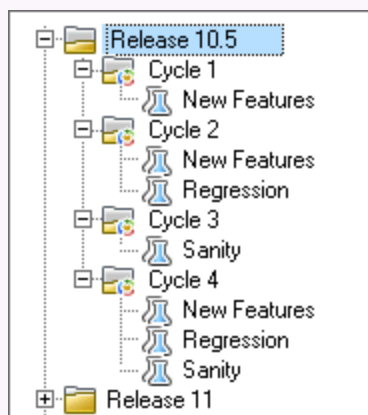 Release 10.5
Cycle 1
New Features
Cycle 2
New Features
Regression
Cycle 3
Sanity
Cycle 4
New Features
Regression
Sanity
Release 11